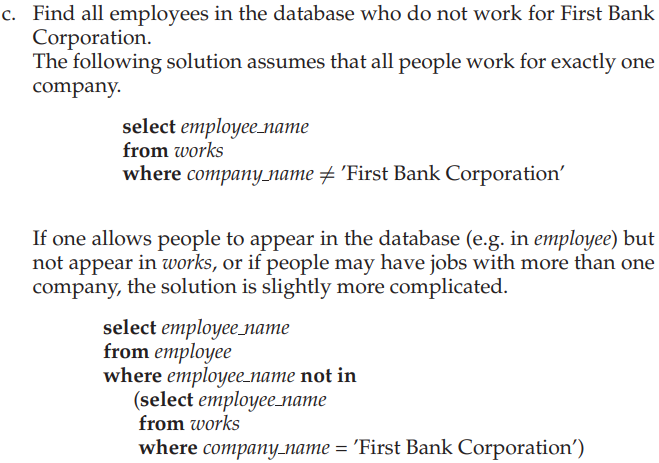 c. Find all employees in the database who do not work for First Bank
Corporation.
The following solution assumes that all people work for exactly one
company.
select employee_name
from works
where company_name ≠ 'First Bank Corporation'
If one allows people to appear in the database (e.g. in employee) but
not appear in works, or if people may have jobs with more than one
company, the solution is slightly more complicated.
select employee_name
from employee
where employee_name not in
(select employee_name
from works
where company_name = 'First Bank Corporation')